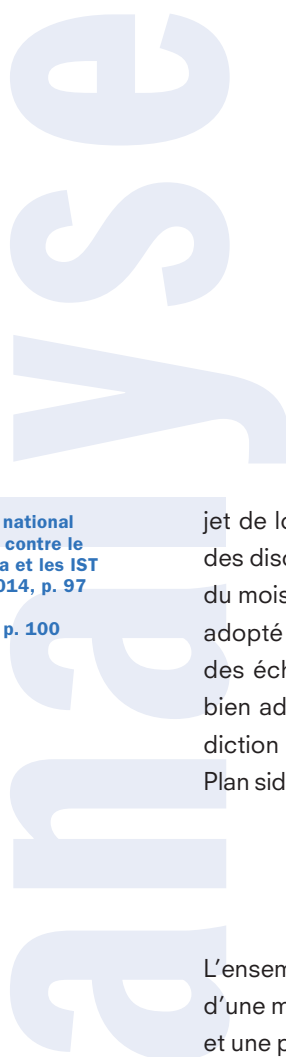 analyse
national
contre le
a et les IST
014, p. 97
p. 100
jet de lo
des disc
du mois
adopté
des éch
bien ad
diction
Plan sid
L'ensem
d'une m
et une p